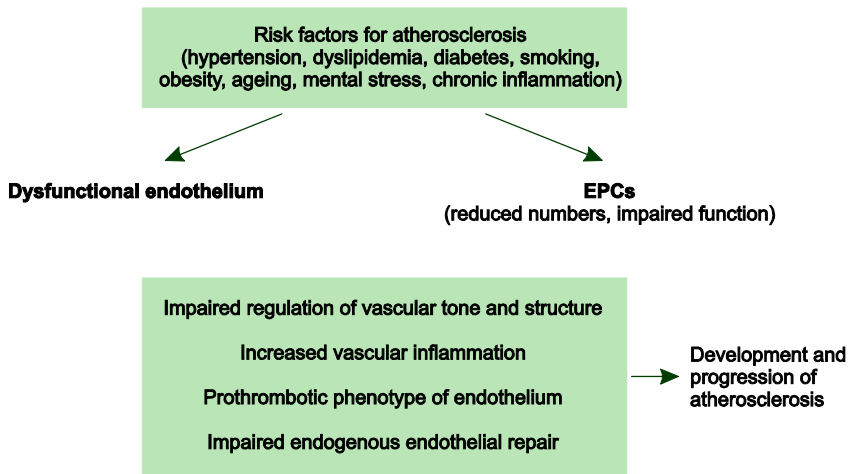 Risk factors for atherosclerosis
(hypertension, dyslipidemia, diabetes, smoking,
obesity, ageing, mental stress, chronic inflammation)
Dysfunctional endothelium
EPCs
(reduced numbers, impaired function)
Impaired regulation of vascular tone and structure
Increased vascular inflammation
Prothrombotic phenotype of endothelium
Impaired endogenous endothelial repair
Development and
progression of
atherosclerosis